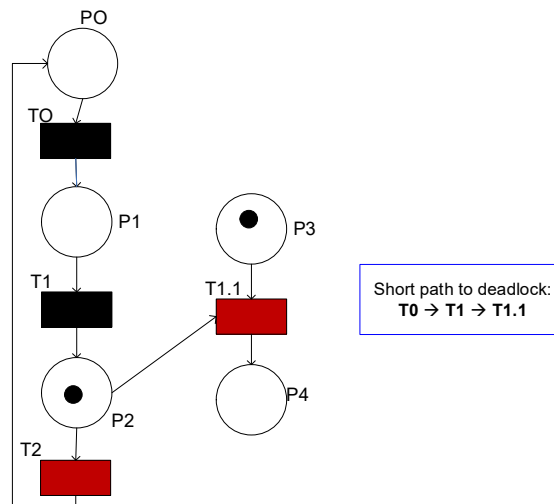 PO
TO
P1
P3
T1
T1.1
Short path to deadlock:
T0 → T1 → T1.1
P4
P2
T2